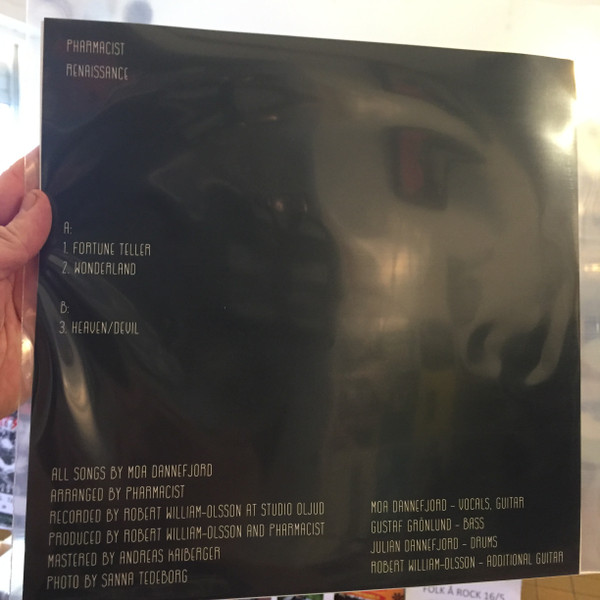 PHARMACIST
RENAISSANCE
A:
1. FORTUNE TELLER
2. WONDERLAND
B:
3. HEAVEN/DEVIL
ALL SONGS BY MOA DANNEFJORD
ARRANGED BY PHARMACIST
RECORDED BY ROBERT WILLIAM-OLSSON AT STUDIO OLJUD
PRODUCED BY ROBERT WILLIAM-OLSSON AND PHARMACIST
MASTERED BY ANDREAS KAIBERGER
PHOTO BY SANNA TEDEBORG
MOA DANNEFJORD - VOCALS, GUITAR
GUSTAF GRÖNLUND - BASS
JULIAN DANNEFJORD - DRUMS
ROBERT WILLIAM-OLSSON - ADDITIONAL GUITAR
FOLK Å ROCK 16/5